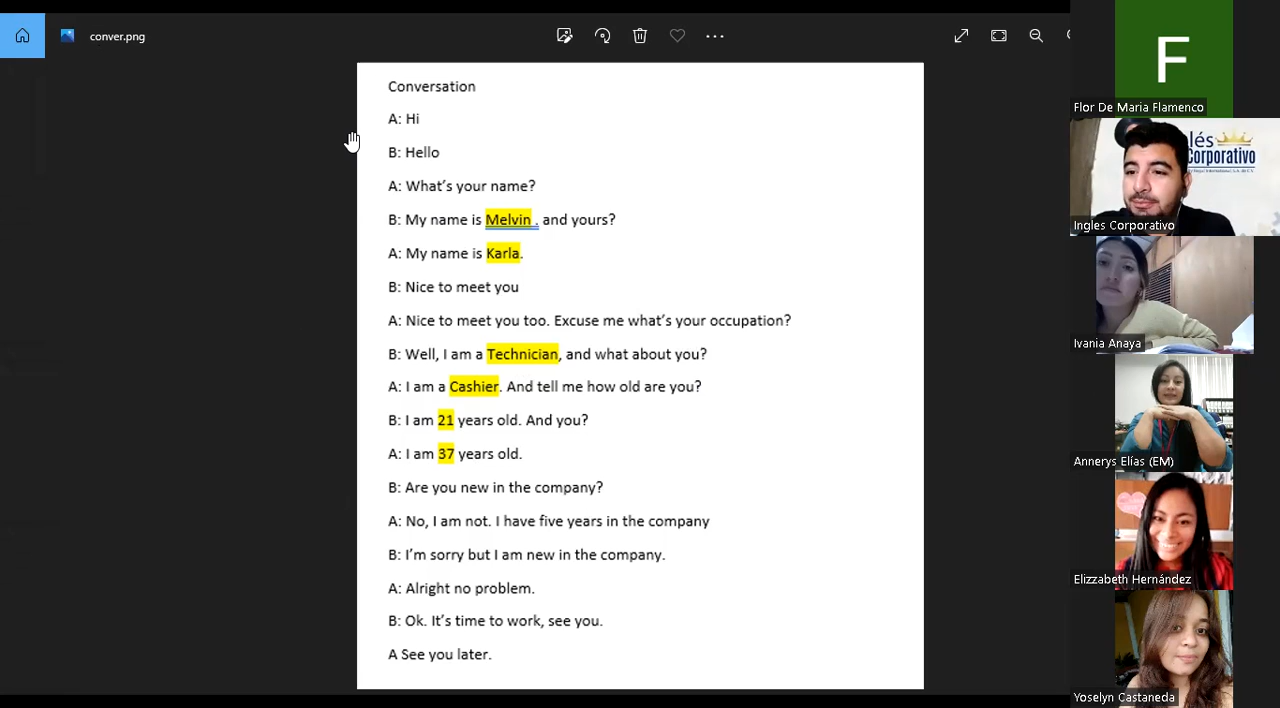 conver.png
Conversation
A: Hi
B: Hello
A: What's your name?
B: My name is Melvin . and yours?
A: My name is Karla.
B: Nice to meet you
A: Nice to meet you too. Excuse me what's your occupation?
B: Well, I am a Technician, and what about you?
A: I am a Cashier. And tell me how old are you?
B: I am 21 years old. And you?
A: I am 37 years old.
B: Are you new in the company?
A: No, I am not. I have five years in the company
B: I'm sorry but I am new in the company.
A: Alright no problem.
B: Ok. It's time to work, see you.
A See you later.
F
Flor De Maria Flamenco
Corporativo
Ingles Corporativo
Ivania Anaya
Annerys Elías (EM)
Elizzabeth Hernández
Yoselyn Castaneda